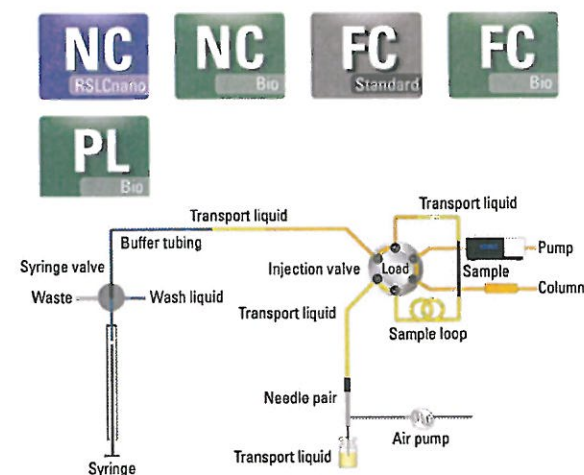 NC
RSLCnano
NC
Bio
FC
Standard
FC
Bio
PL
Bio
Transport liquid
Transport liquid
Buffer tubing
Syringe valve
Injection valve
Load
Pump
Sample
Waste
Wash liquid
Column
Transport liquid
Sample loop
Needle pair
Air pump
Transport liquid
Syringe